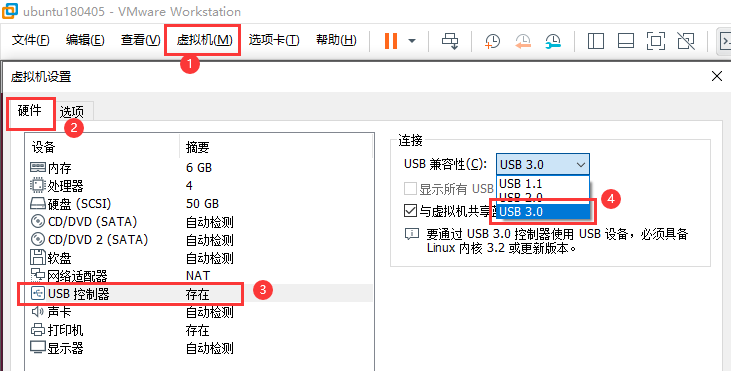 ubuntu180405 - VMware Workstation
文件(F) 编辑(E) 查看(V) 虚拟机(M) 选项卡(T) 帮助(H)
1
虚拟机设置
硬件 选项
2
设备 摘要
内存 6 GB
处理器 4
硬盘 (SCSI) 50 GB
CD/DVD (SATA) 自动检测
CD/DVD 2 (SATA) 自动检测
软盘 自动检测
网络适配器 NAT
USB 控制器 存在
3
声卡 自动检测
打印机 存在
显示器 自动检测
连接
USB 兼容性(C): USB 3.0
USB 1.1
显示所有 USB
USB 2.0
4
与虚拟机共享
USB 3.0
要通过 USB 3.0 控制器使用 USB 设备，必须具备
Linux 内核 3.2 或更新版本。